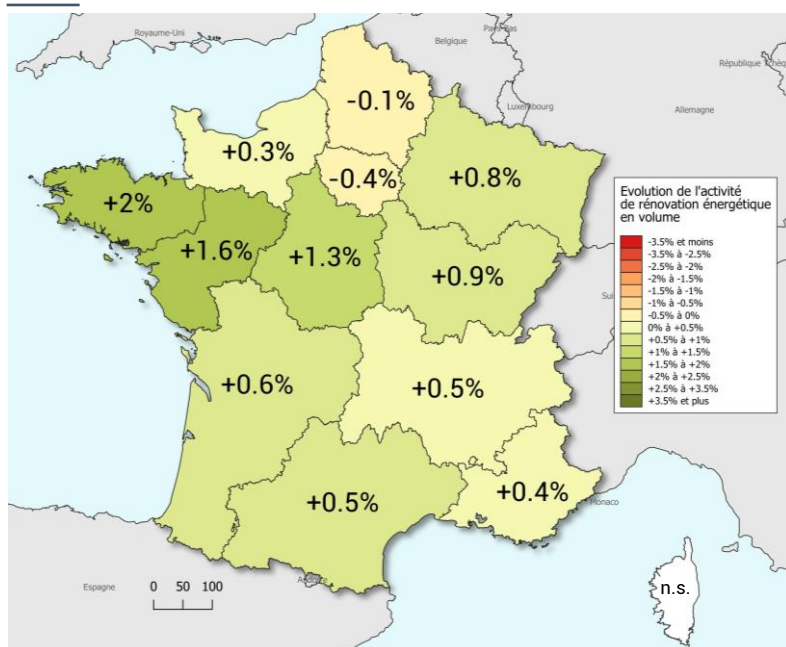 Royaume-Uni
Pays-Bas
Belgique
République Tchèque
Luxembourg
Allemagne
-0.1%
+0.3%
-0.4%
+0.8%
+2%
+1.6%
+1.3%
+0.9%
Evolution de l'activité
de rénovation énergétique
en volume
-3.5% et moins
-3.5% à -2.5%
-2.5% à -2%
-2% à -1.5%
-1.5% à -1%
-1% à -0.5%
-0.5% à 0%
0% à +0.5%
+0.5% à +1%
+1% à +1.5%
+1.5% à +2%
+2% à +2.5%
+2.5% à +3.5%
+3.5% et plus
Sui
+0.6%
+0.5%
+0.5%
+0.4%
Monaco
Andorre
Espagne
0 50 100
n.s.